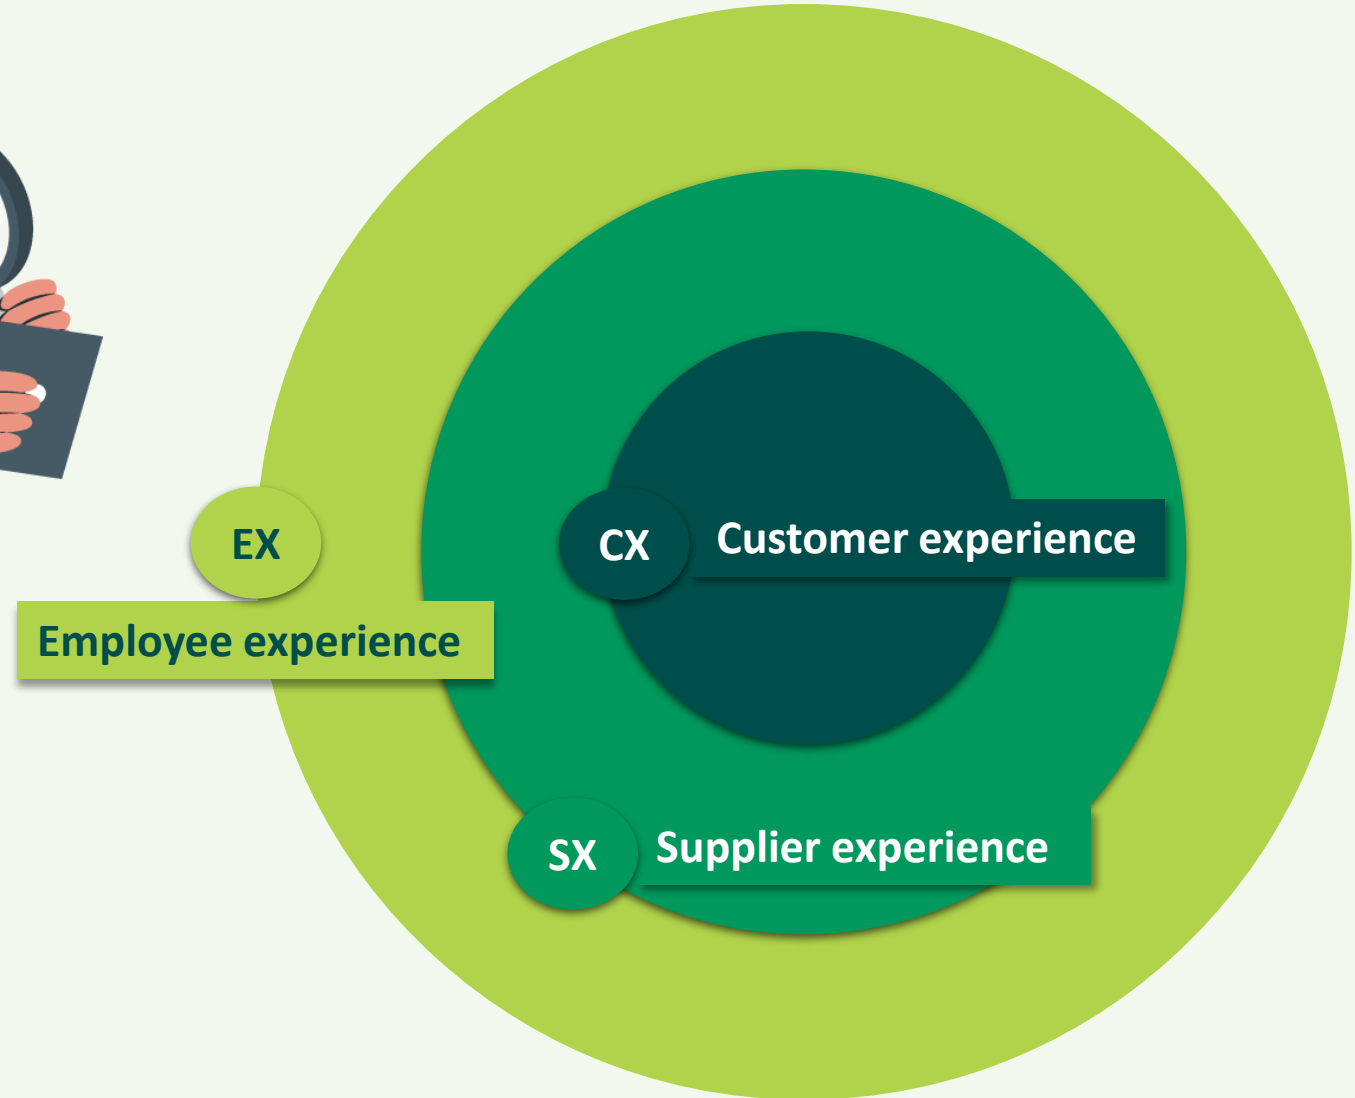 EX
Employee experience
CX
Customer experience
SX
Supplier experience